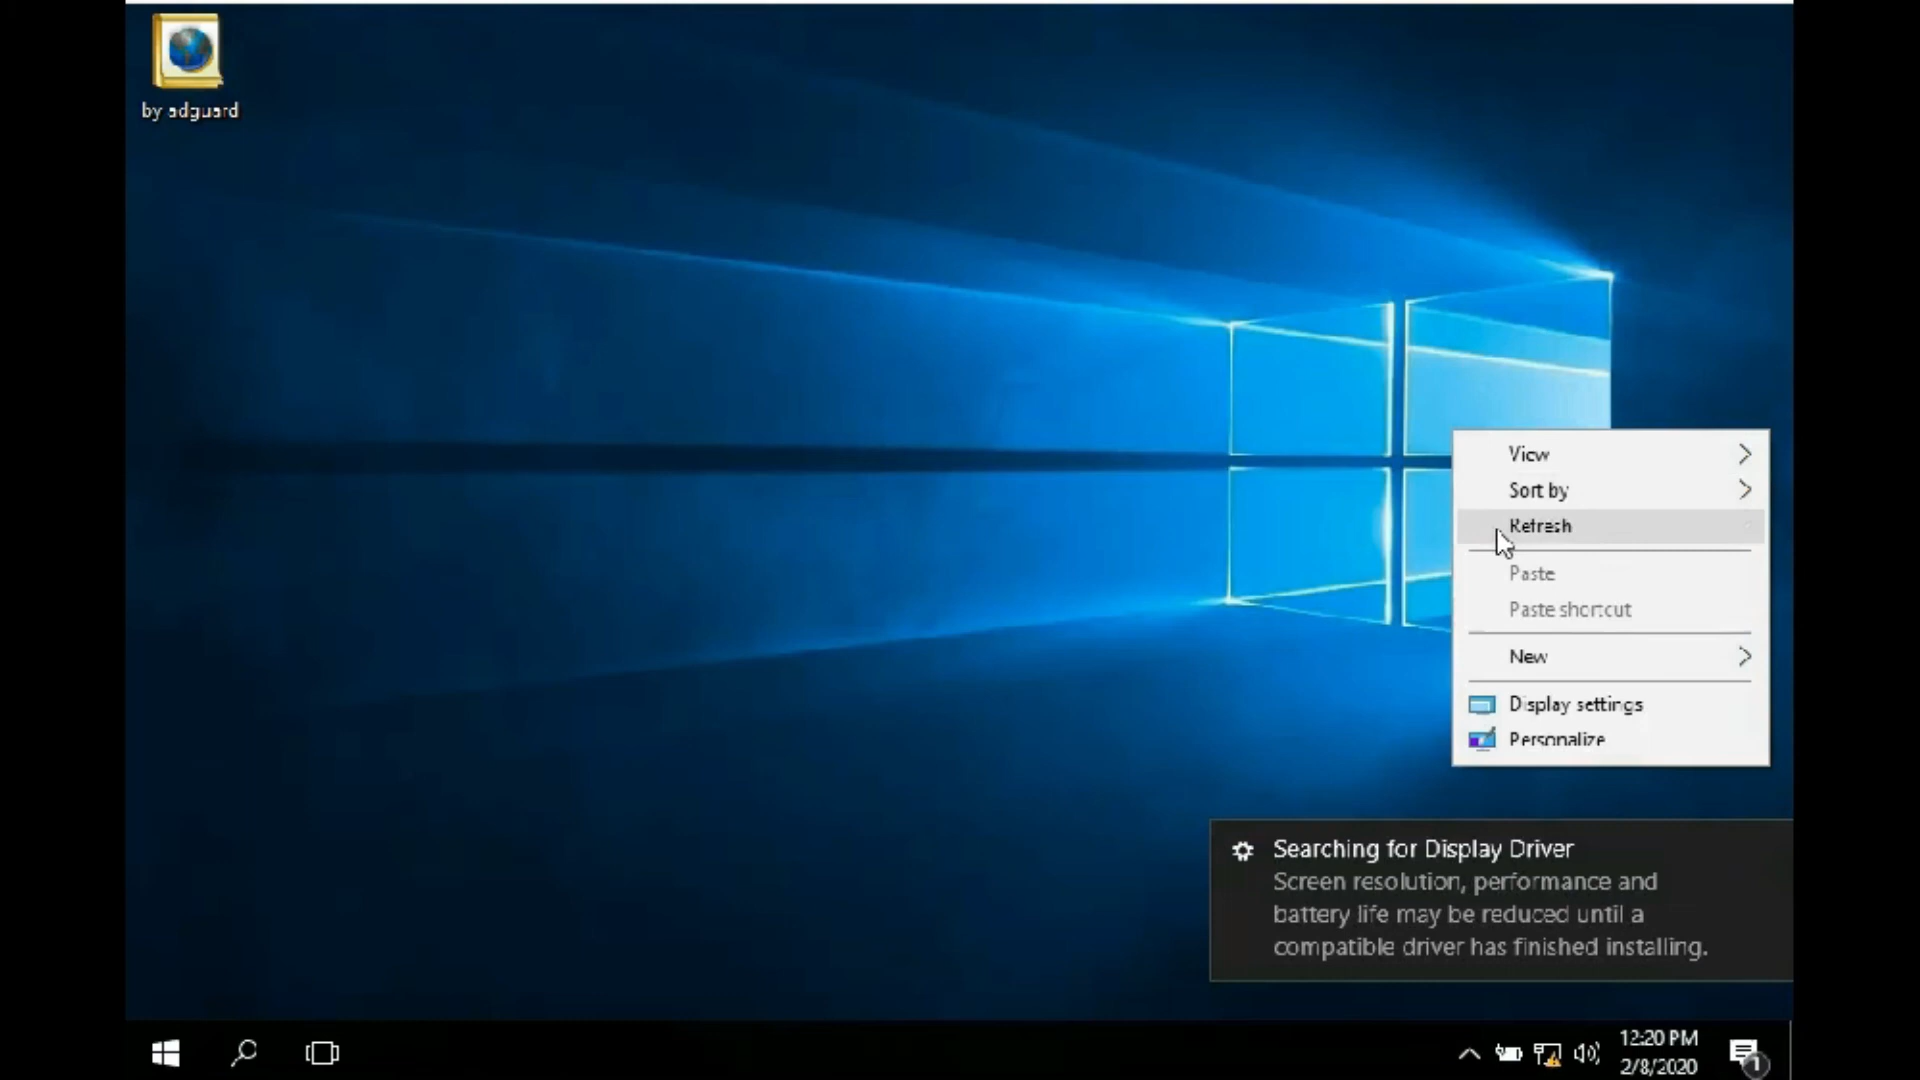 by adguard
View
Sort by
Refresh
Paste
Paste shortcut
New
Display settings
Personalize
Searching for Display Driver
Screen resolution, performance and
battery life may be reduced until a
compatible driver has finished installing.
12:20 PM
2/8/2020
1